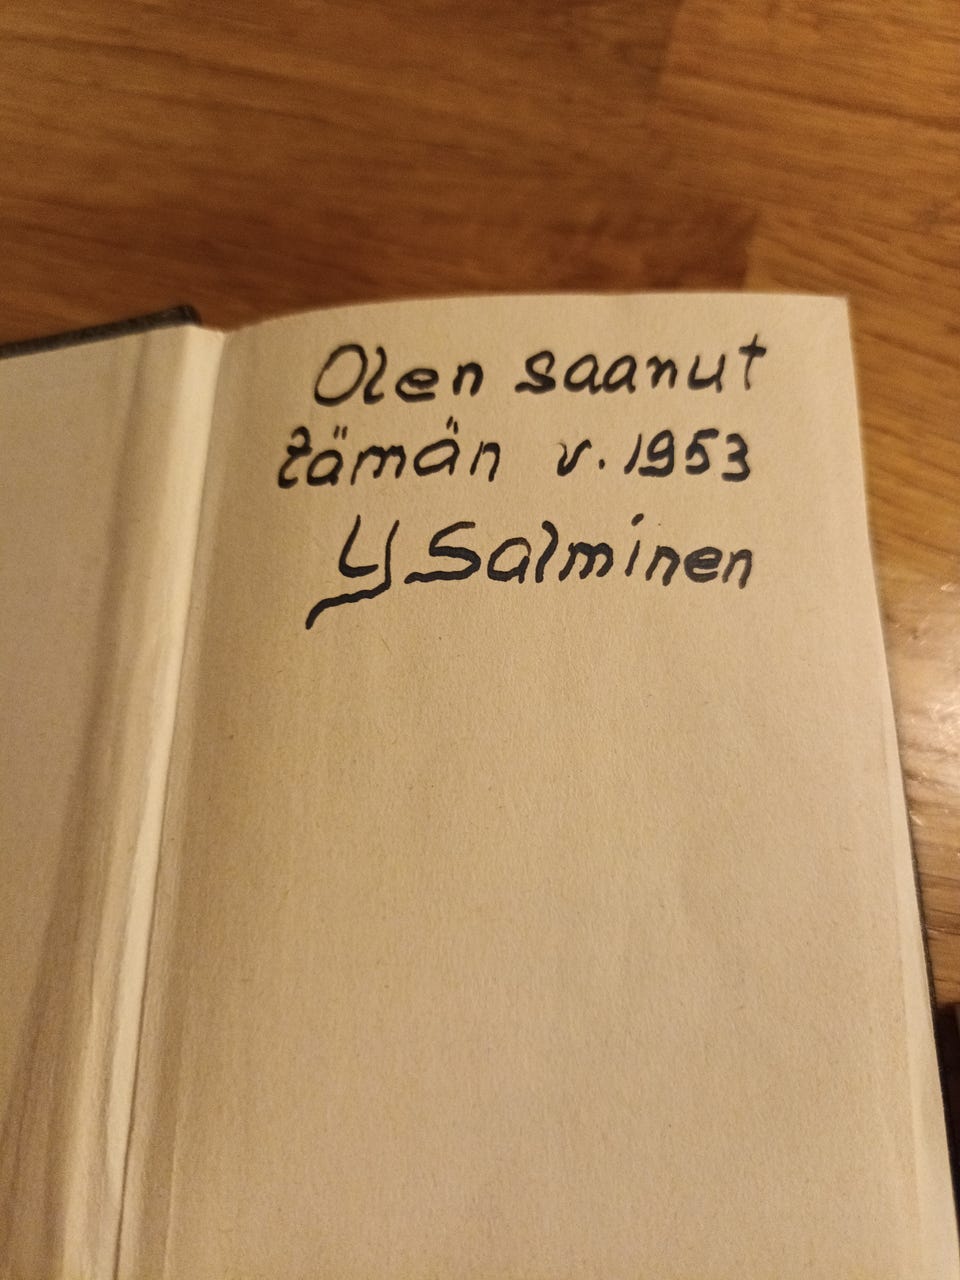 Olen saanut
tämän v. 1953
Y Salminen